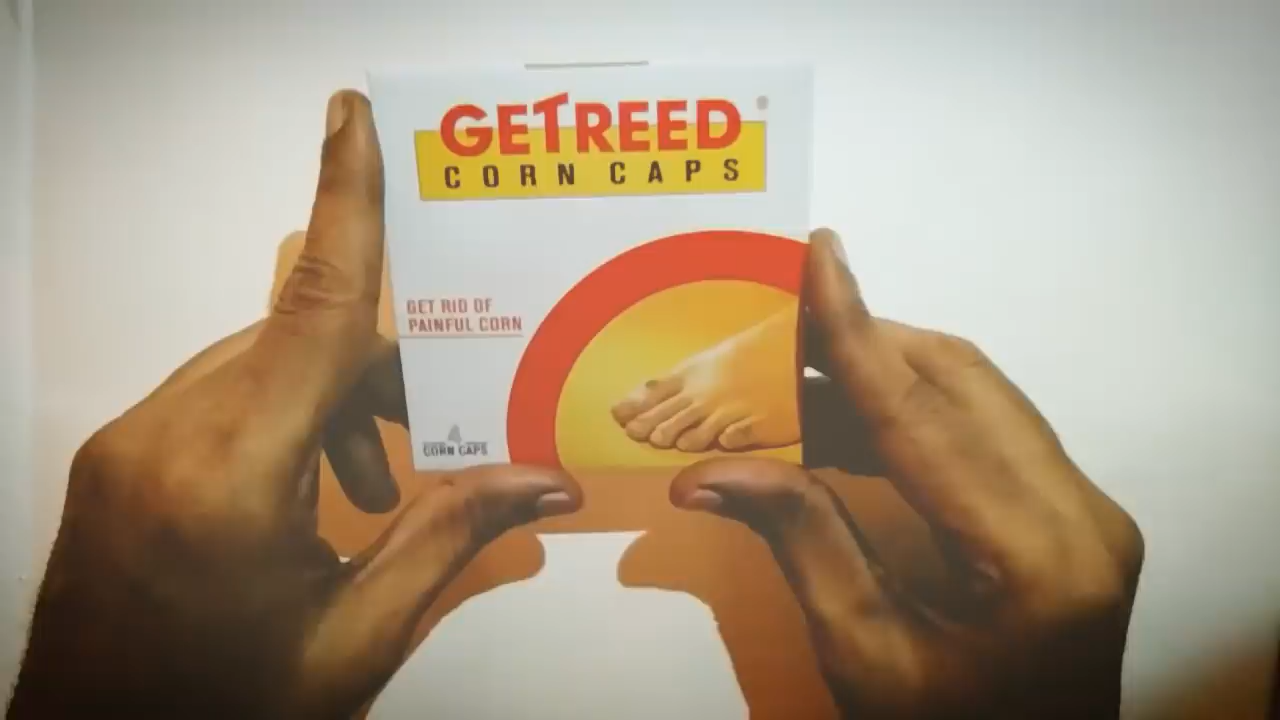 GETREED ®
CORN CAPS
GET RID OF
PAINFUL CORN
4
CORN CAPS